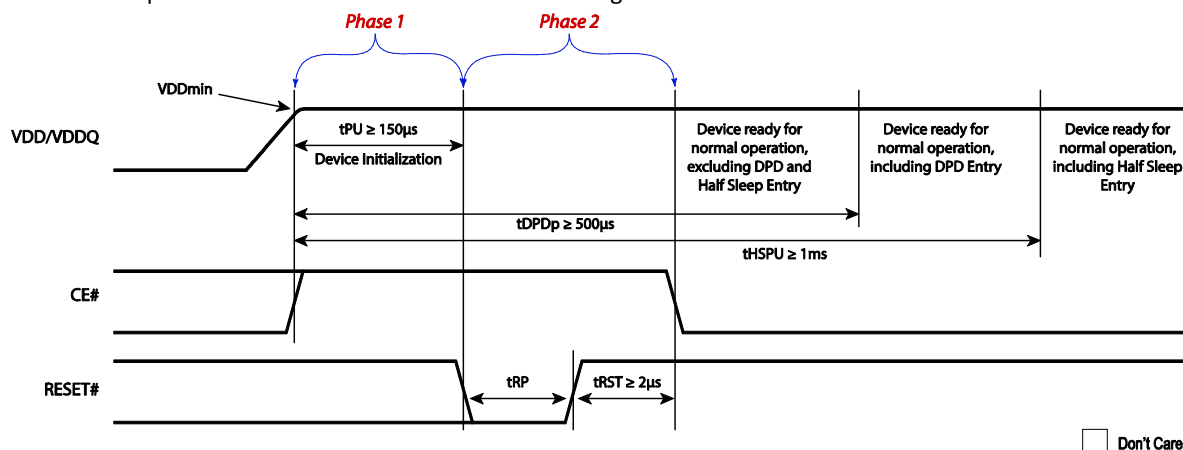 Phase 1
Phase 2
VDDmin
VDD/VDDQ
tPU ≥ 150µs
Device Initialization
Device ready for
normal operation,
excluding DPD and
Half Sleep Entry
Device ready for
normal operation,
including DPD Entry
Device ready for
normal operation,
including Half Sleep
Entry
tDPDp ≥ 500µs
tHSPU ≥ 1ms
CE#
RESET#
tRP
tRST ≥ 2µs
Don't Care